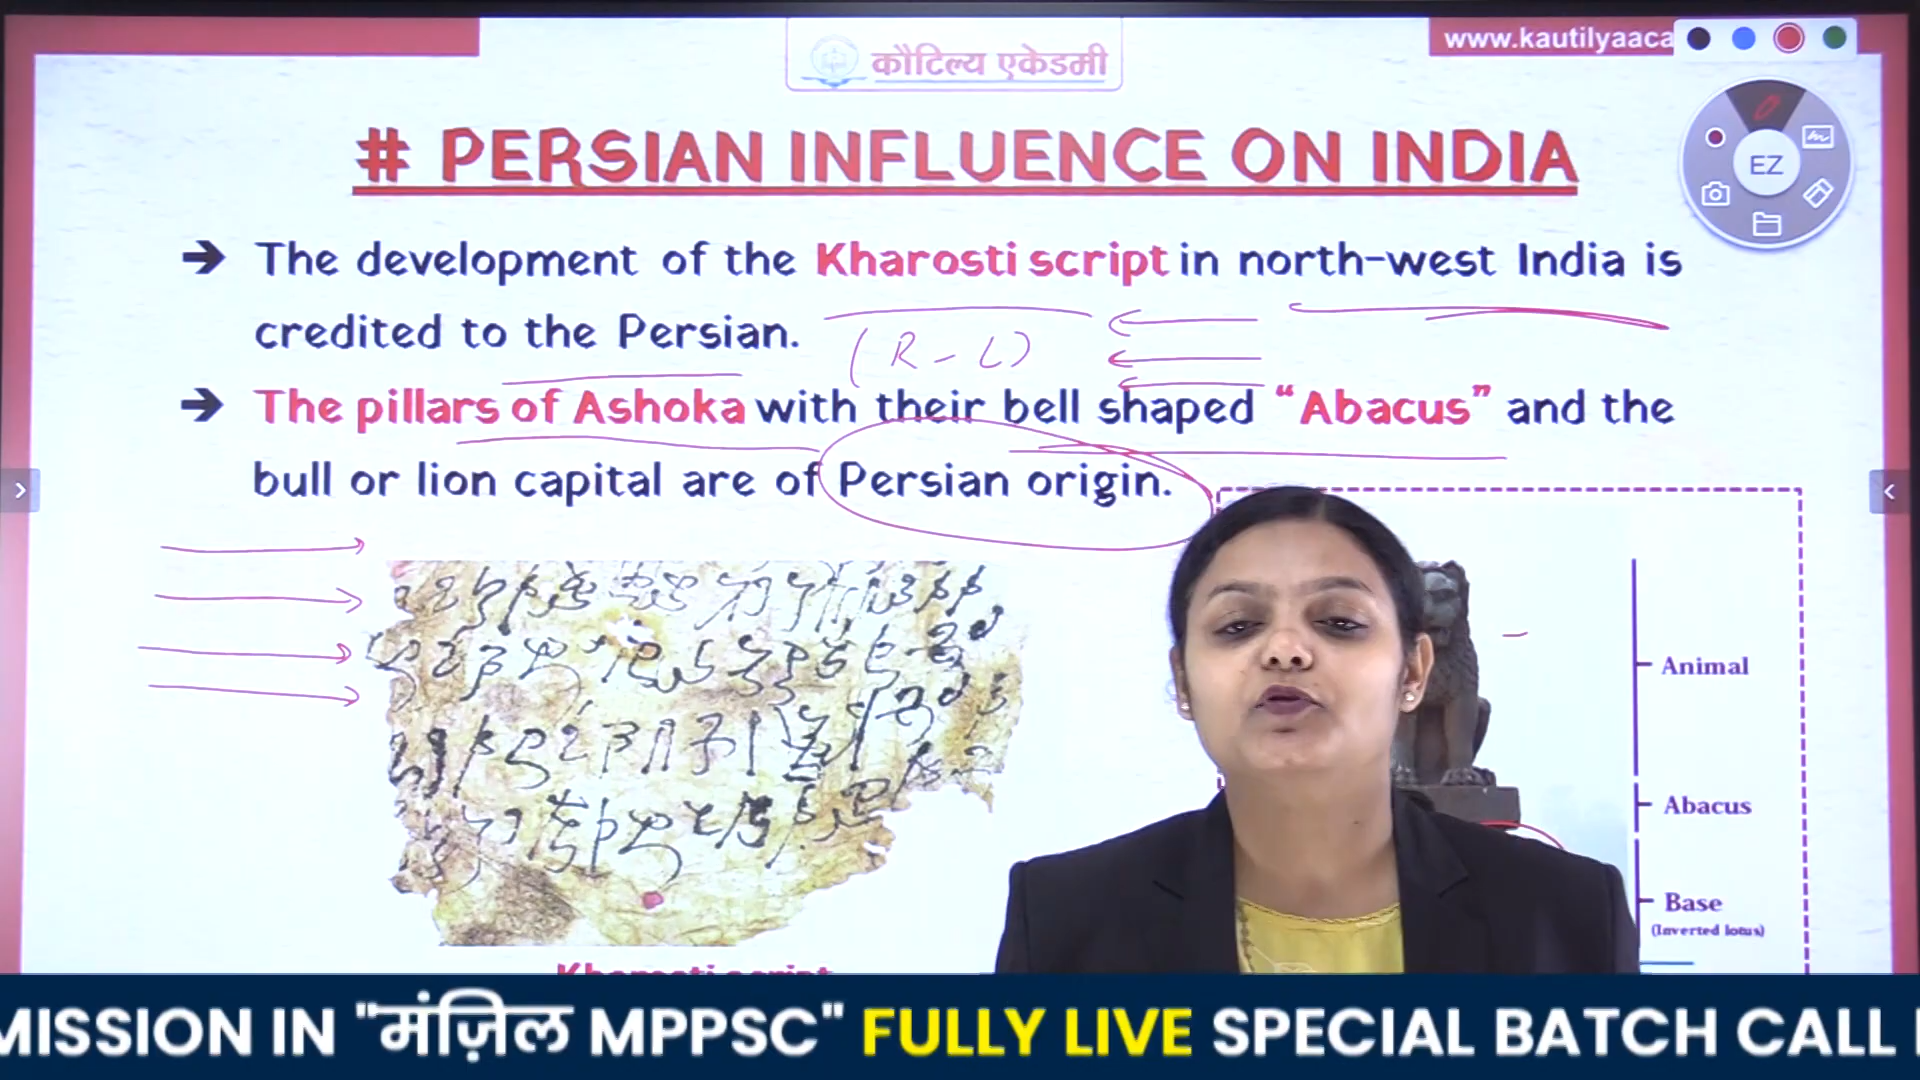 www.kautilyaaca
कौटिल्य एकेडमी
EZ
# PERSIAN INFLUENCE ON INDIA
→ The development of the Kharosti script in north-west India is
credited to the Persian.
(R - L)
→ The pillars of Ashoka with their bell shaped “Abacus” and the
bull or lion capital are of Persian origin.
Animal
Abacus
Base
(Inverted lotus)
Kharosti script
MISSION IN "मंज़िल MPPSC" FULLY LIVE SPECIAL BATCH CALL